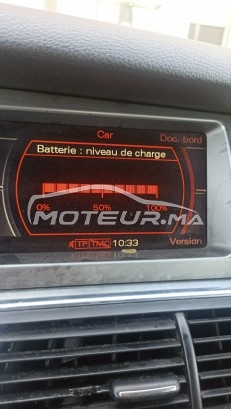 Car
Doc. bord
Batterie : niveau de charge
MOTEUR.MA
0% 50% 100%
TP TMC 10:33
Version